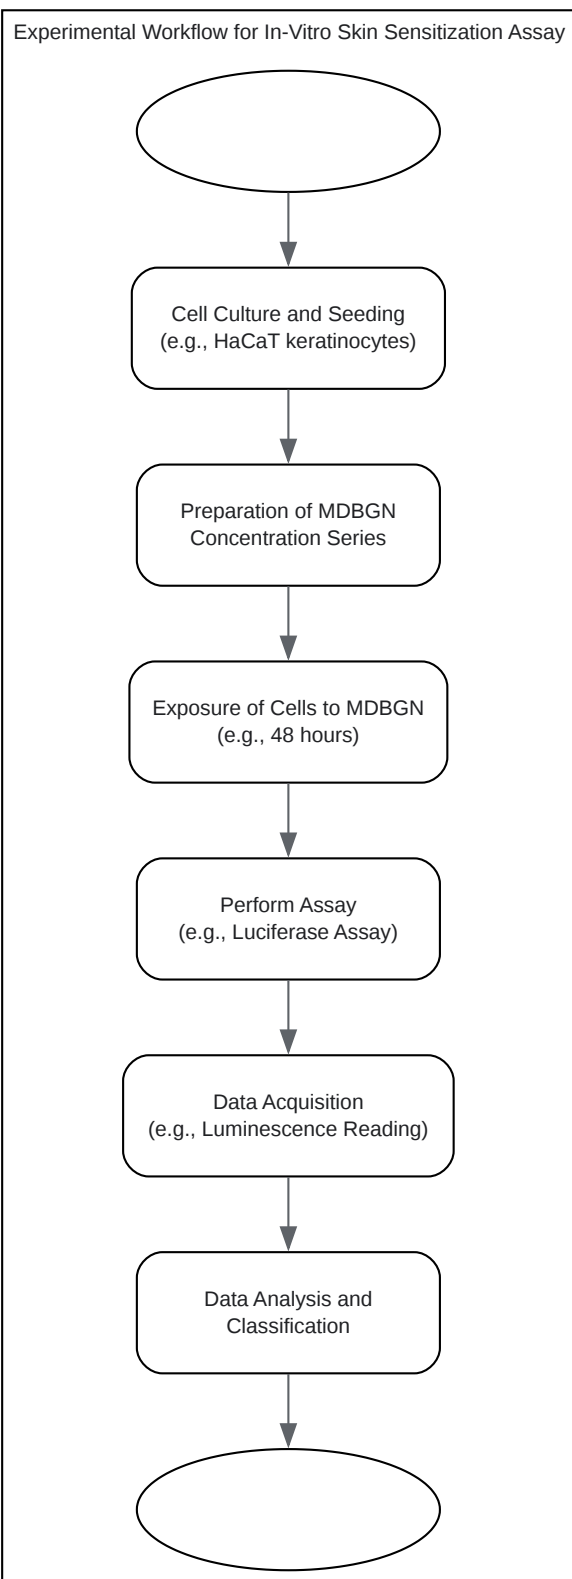 Experimental Workflow for In-Vitro Skin Sensitization Assay
Cell Culture and Seeding
(e.g., HaCaT keratinocytes)
Preparation of MDBGN
Concentration Series
Exposure of Cells to MDBGN
(e.g., 48 hours)
Perform Assay
(e.g., Luciferase Assay)
Data Acquisition
(e.g., Luminescence Reading)
Data Analysis and
Classification